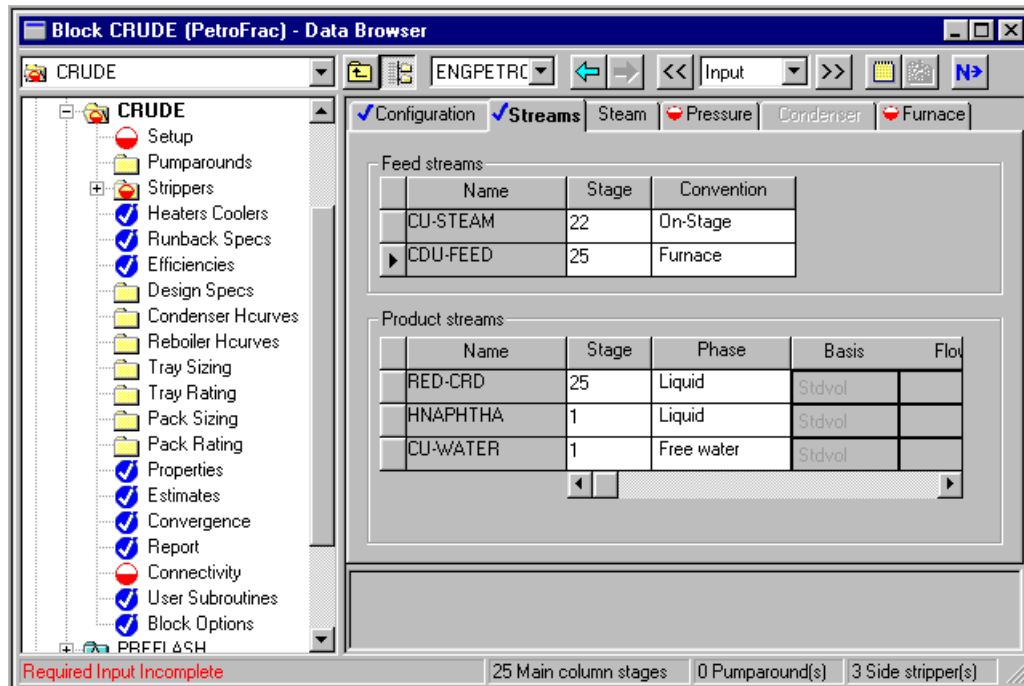 Block CRUDE (PetroFrac) - Data Browser
CRUDE ENGPETRC << Input >> N
CRUDE
Setup
Pumparounds
Strippers
Heaters Coolers
Runback Specs
Efficiencies
Design Specs
Condenser Hcurves
Reboiler Hcurves
Tray Sizing
Tray Rating
Pack Sizing
Pack Rating
Properties
Estimates
Convergence
Report
Connectivity
User Subroutines
Block Options
PREFLASH
Configuration Streams Steam Pressure Condenser Furnace
Feed streams
Name Stage Convention
CU-STEAM 22 On-Stage
CDU-FEED 25 Furnace
Product streams
Name Stage Phase Basis Flow
RED-CRD 25 Liquid Stdvol
HNAPHTHA 1 Liquid Stdvol
CU-WATER 1 Free water Stdvol
Required Input Incomplete 25 Main column stages 0 Pumparound(s) 3 Side stripper(s)